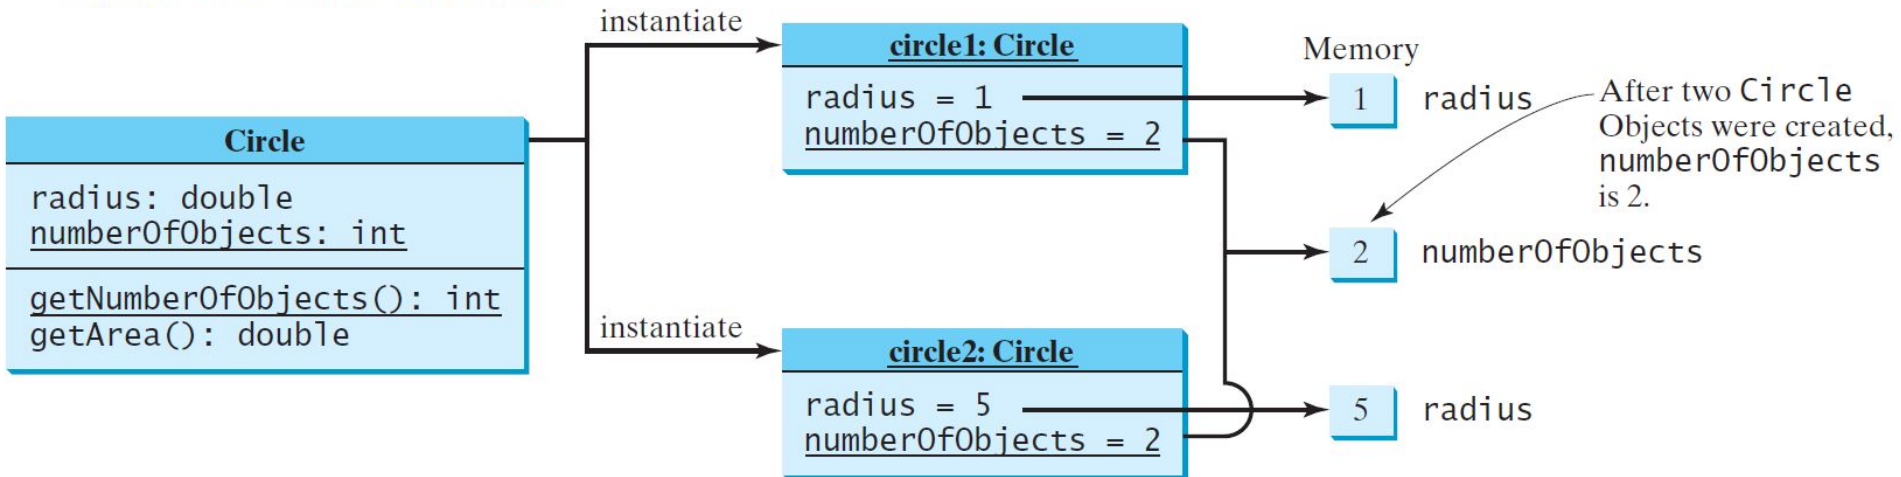 Circle
radius: double
numberOfObjects: int
getNumberOfObjects(): int
getArea(): double
instantiate
circle1: Circle
radius = 1
numberOfObjects = 2
instantiate
circle2: Circle
radius = 5
numberOfObjects = 2
Memory
1 radius
2 numberOfObjects
5 radius
After two Circle
Objects were created,
numberOfObjects
is 2.